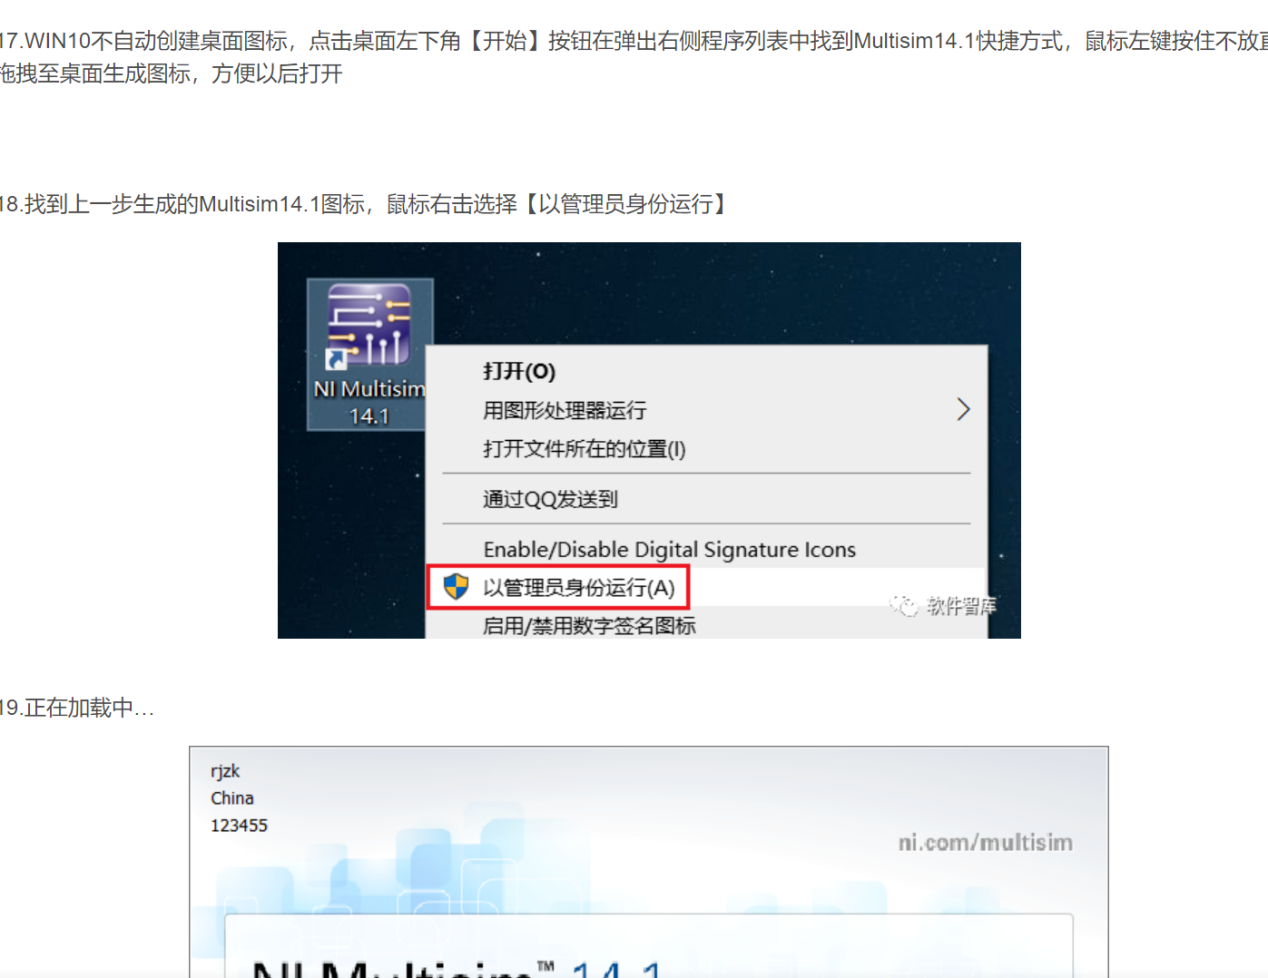 17.WIN10不自动创建桌面图标，点击桌面左下角【开始】按钮在弹出右侧程序列表中找到Multisim14.1快捷方式，鼠标左键按住不放直
拖拽至桌面生成图标，方便以后打开
18.找到上一步生成的Multisim14.1图标，鼠标右击选择【以管理员身份运行】
NI Multisim
14.1
打开(O)
用图形处理器运行
打开文件所在的位置(I)
通过QQ发送到
Enable/Disable Digital Signature Icons
以管理员身份运行(A)
启用/禁用数字签名图标
软件智库
19.正在加载中…
rjzk
China
123455
ni.com/multisim
NI Multisim™ 14.1